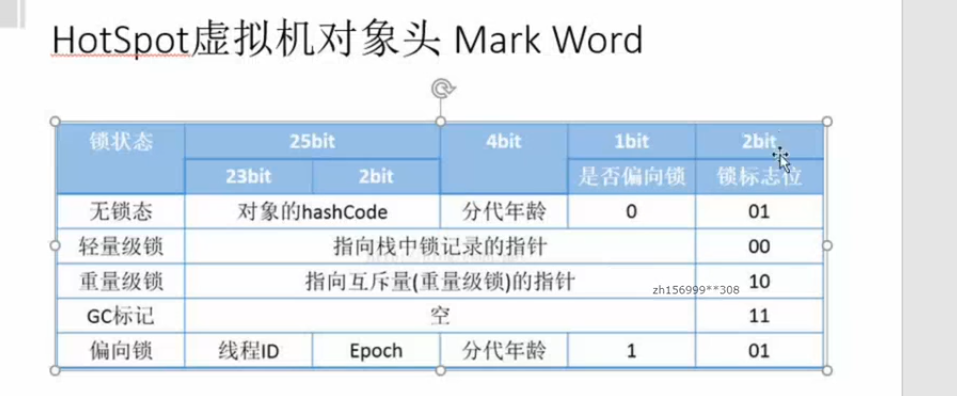 HotSpot虚拟机对象头 Mark Word
锁状态 25bit 4bit 1bit 2bit
23bit 2bit 是否偏向锁 锁标志位
无锁态 对象的hashCode 分代年龄 0 01
轻量级锁 指向栈中锁记录的指针 00
重量级锁 指向互斥量(重量级锁)的指针 10
zh156999**308
GC标记 空 11
偏向锁 线程ID Epoch 分代年龄 1 01